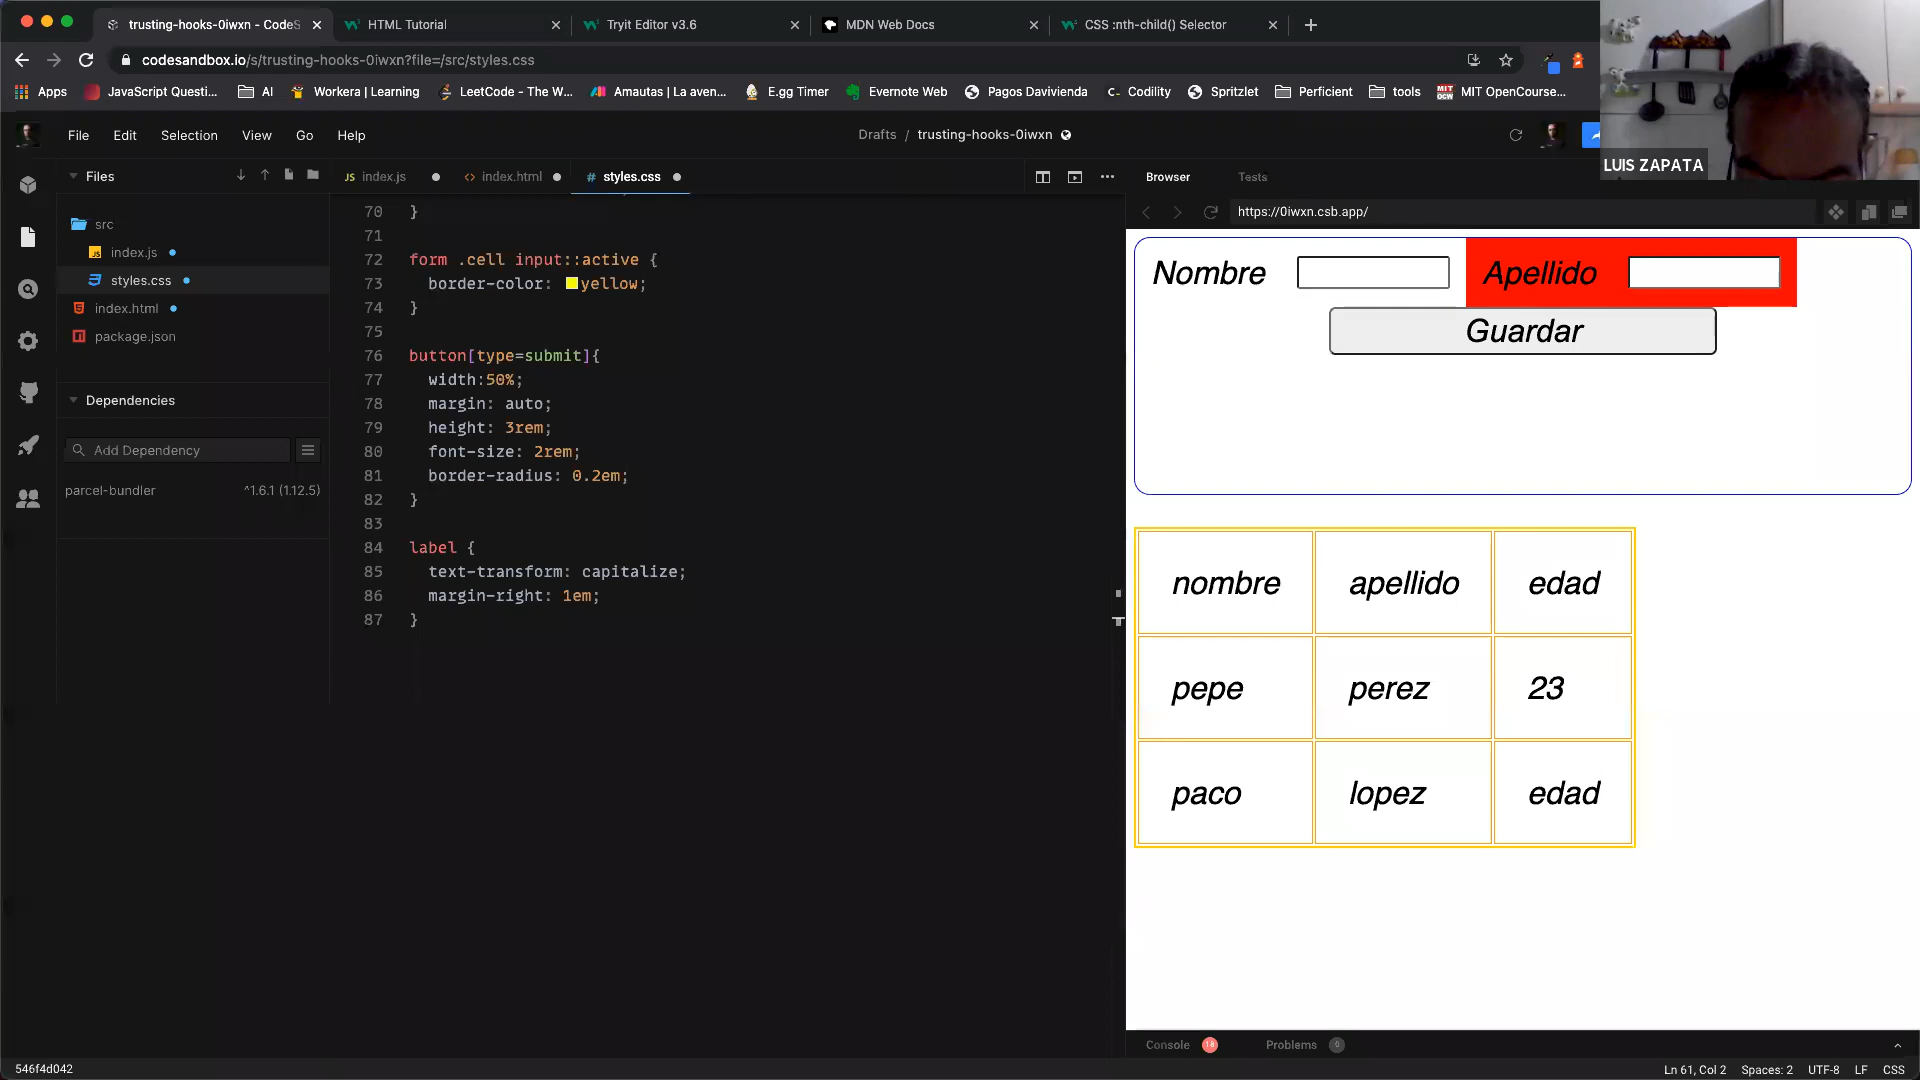 trusting-hooks-0iwxn - CodeS
HTML Tutorial
Tryit Editor v3.6
MDN Web Docs
CSS :nth-child() Selector
codesandbox.io/s/trusting-hooks-0iwxn?file=/src/styles.css
Apps
JavaScript Questi...
AI
Workera | Learning
LeetCode - The W...
Amautas | La aven...
E.gg Timer
Evernote Web
Pagos Davivienda
Codility
Spritzlet
Perficient
tools
MIT OpenCourse...
LUIS ZAPATA
File Edit Selection View Go Help
Drafts / trusting-hooks-0iwxn
Files
src
index.js
styles.css
index.html
package.json
Dependencies
Add Dependency
parcel-bundler ^1.6.1 (1.12.5)
index.js
index.html
styles.css
70 }
71
72 form .cell input::active {
73 border-color: yellow;
74 }
75
76 button[type=submit]{
77 width:50%;
78 margin: auto;
79 height: 3rem;
80 font-size: 2rem;
81 border-radius: 0.2em;
82 }
83
84 label {
85 text-transform: capitalize;
86 margin-right: 1em;
87 }
Browser
Tests
https://0iwxn.csb.app/
Nombre
Apellido
Guardar
nombre apellido edad
pepe perez 23
paco lopez edad
Console 18
Problems 0
546f4d042
Ln 61, Col 2 Spaces: 2 UTF-8 LF CSS